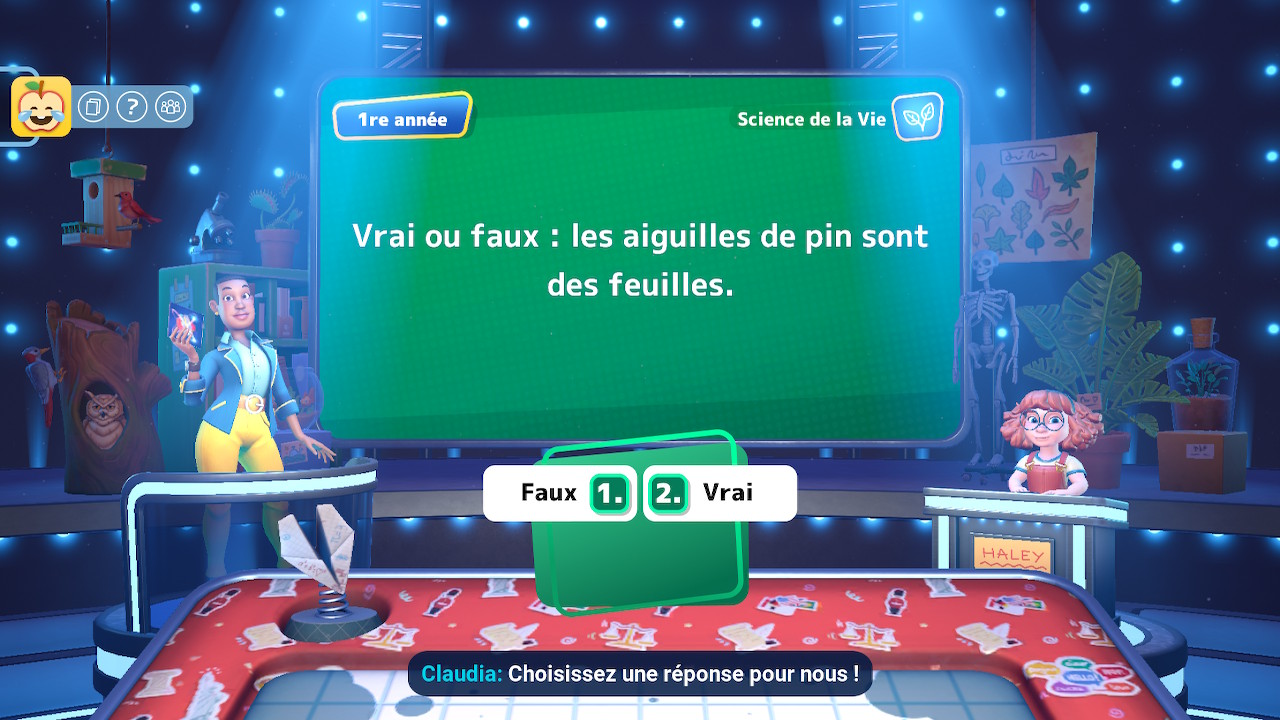 1re année
Science de la Vie
Vrai ou faux : les aiguilles de pin sont
des feuilles.
Faux 1.
2. Vrai
HALEY
HELLO
Claudia: Choisissez une réponse pour nous !